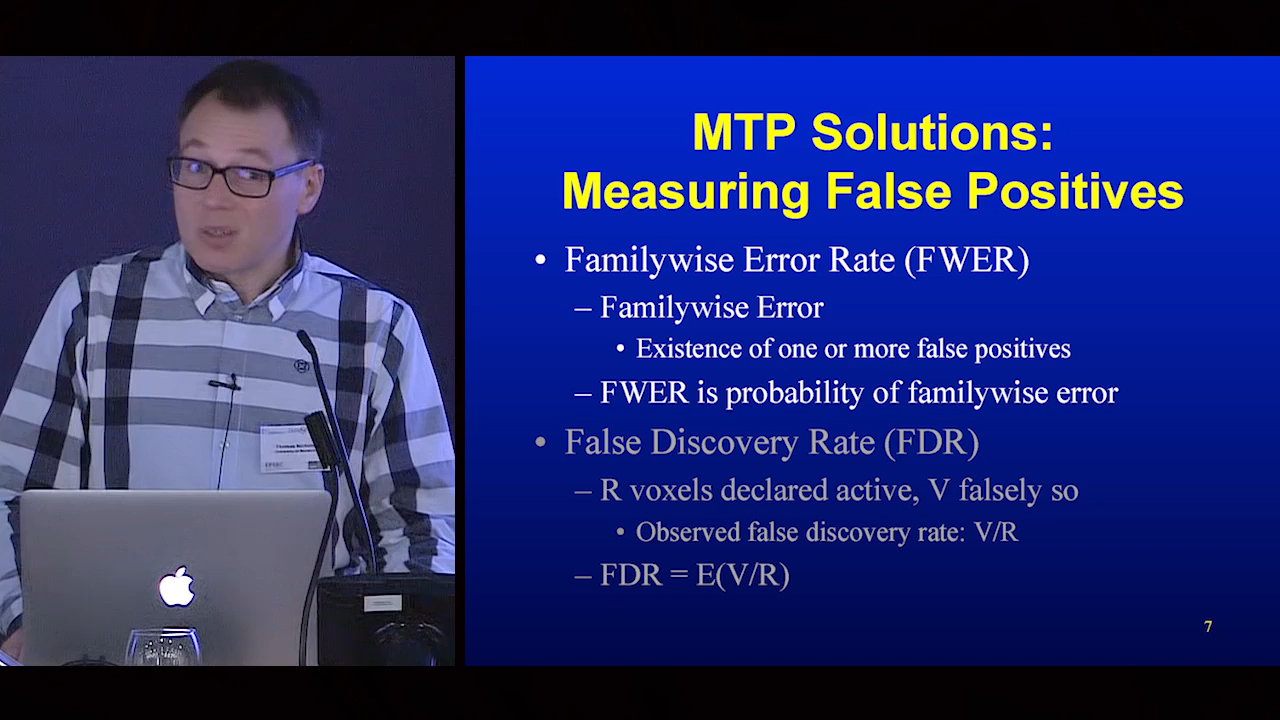 MTP Solutions:
Measuring False Positives
• Familywise Error Rate (FWER)
– Familywise Error
• Existence of one or more false positives
– FWER is probability of familywise error
• False Discovery Rate (FDR)
– R voxels declared active, V falsely so
• Observed false discovery rate: V/R
– FDR = E(V/R)
7
Thomas